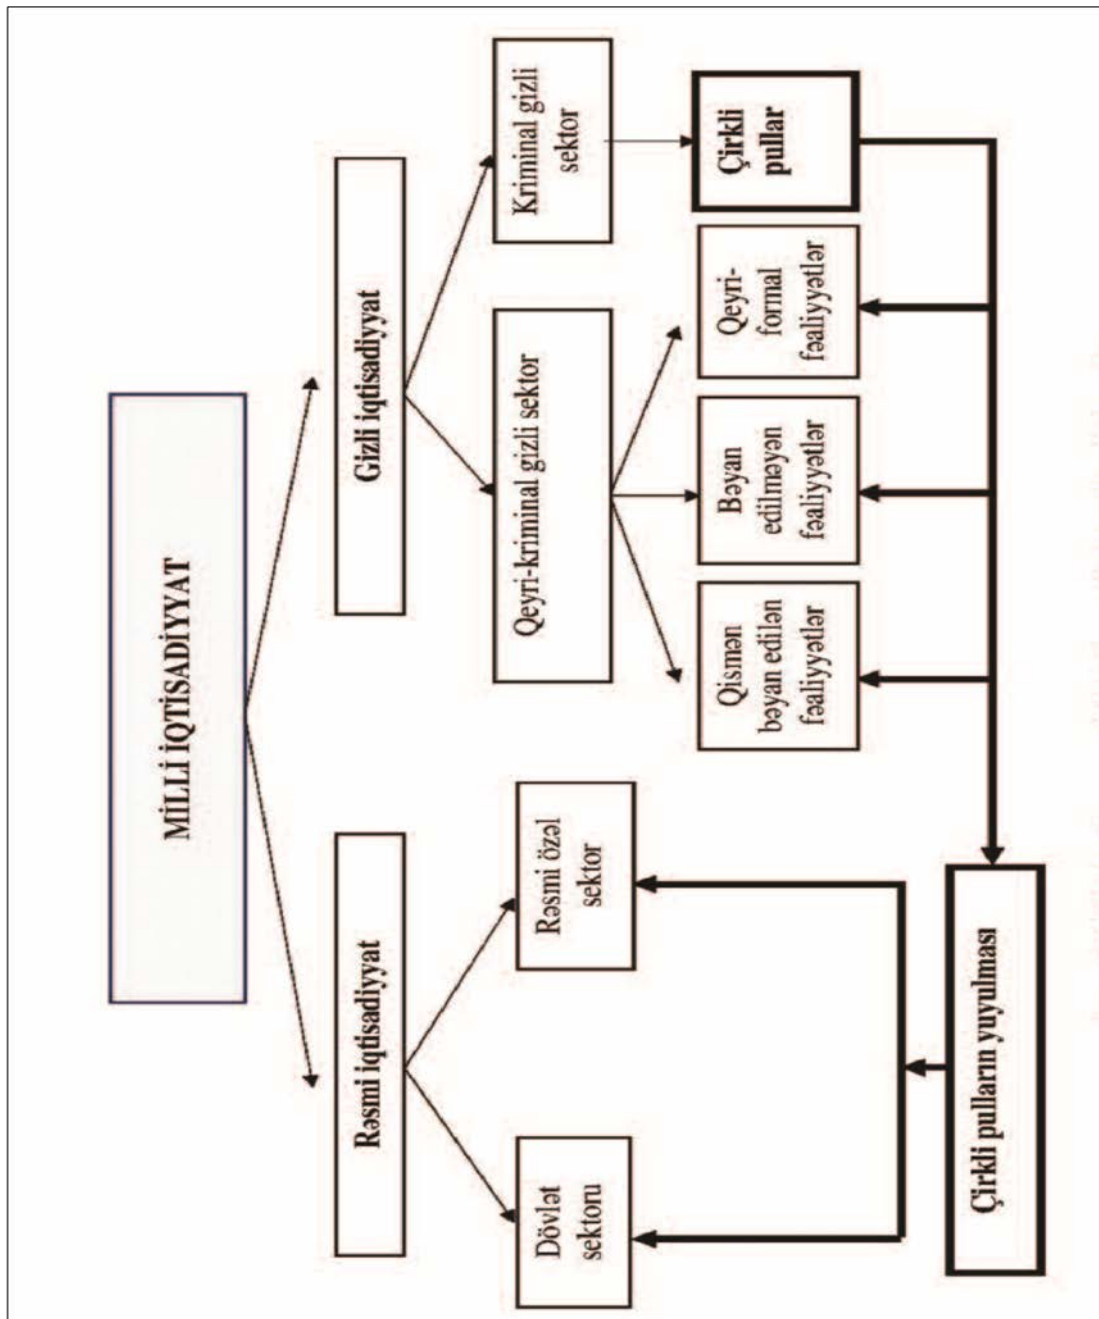 MİLLİ İQTİSADİYYAT
Rəsmi iqtisadiyyat
Gizli iqtisadiyyat
Dövlət
sektoru
Rəsmi özəl
sektor
Qeyri-kriminal gizli sektor
Kriminal gizli
sektor
Qismən
bəyan edilən
fəaliyyətlər
Bəyan
edilməyən
fəaliyyətlər
Qeyri-
formal
fəaliyyətlər
Çirkli
pullar
Çirkli pulların yuyulması